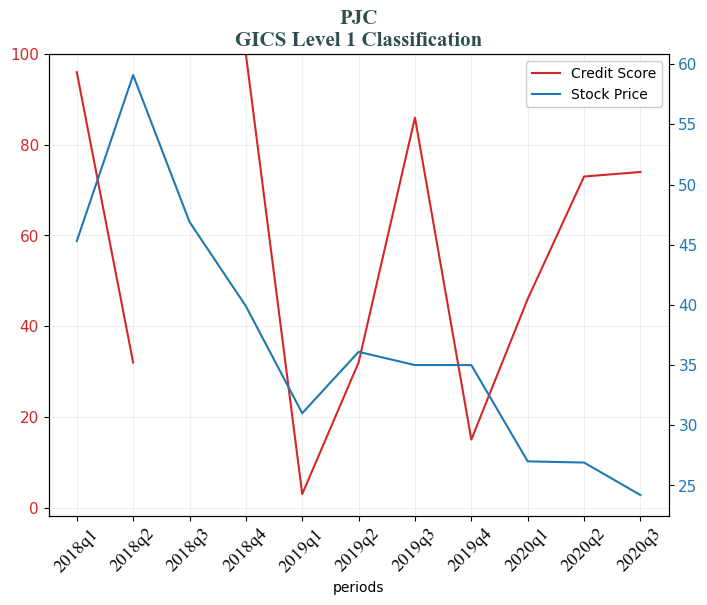 PJC
GICS Level 1 Classification
Credit Score
Stock Price
100
80
60
40
20
0
60
55
50
45
40
35
30
25
2018q1
2018q2
2018q3
2018q4
2019q1
2019q2
2019q3
2019q4
2020q1
2020q2
2020q3
periods